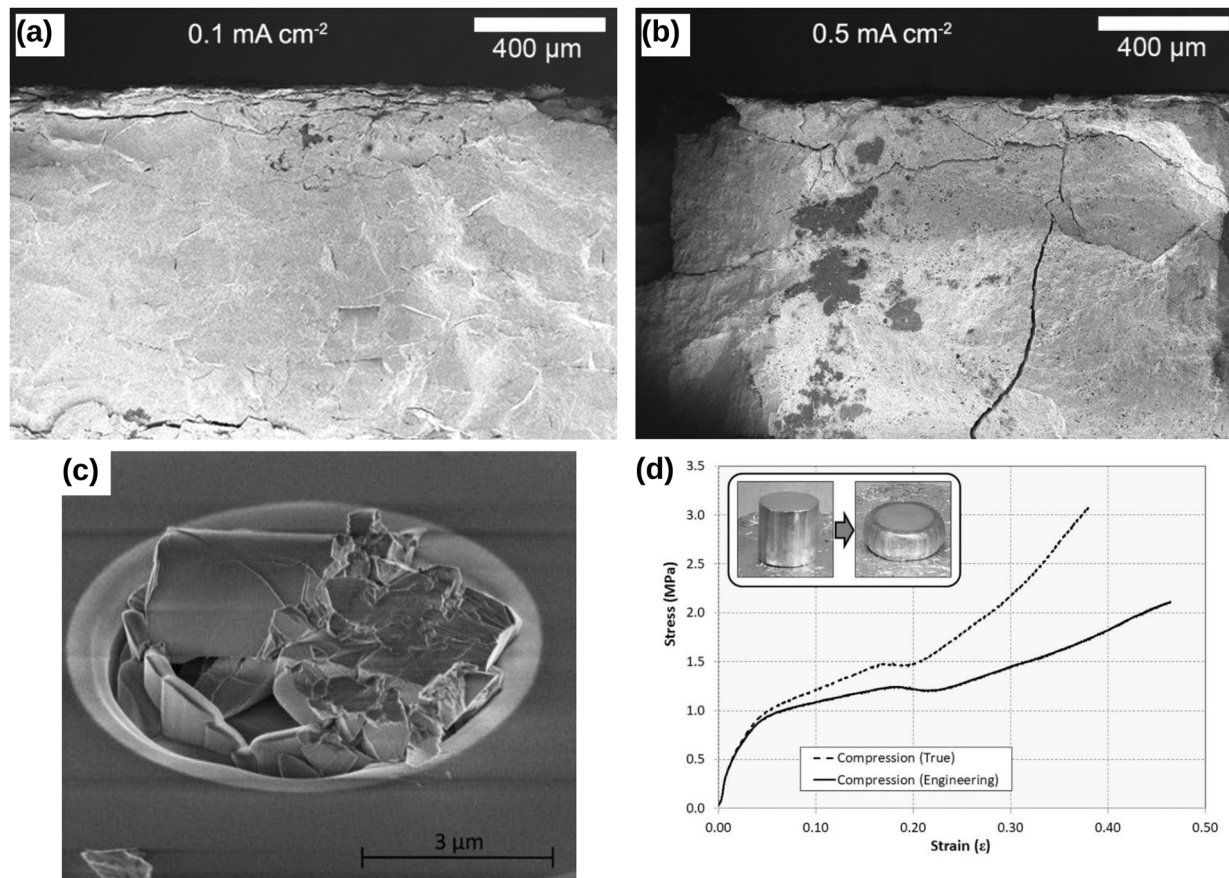 (a)
0.1 mA cm⁻²
400 μm
(b)
0.5 mA cm⁻²
400 μm
(c)
3 μm
(d)
3.5
3.0
2.5
2.0
1.5
1.0
0.5
0.0
Stress (MPa)
Compression (True)
Compression (Engineering)
0.00 0.10 0.20 0.30 0.40 0.50
Strain (ε)